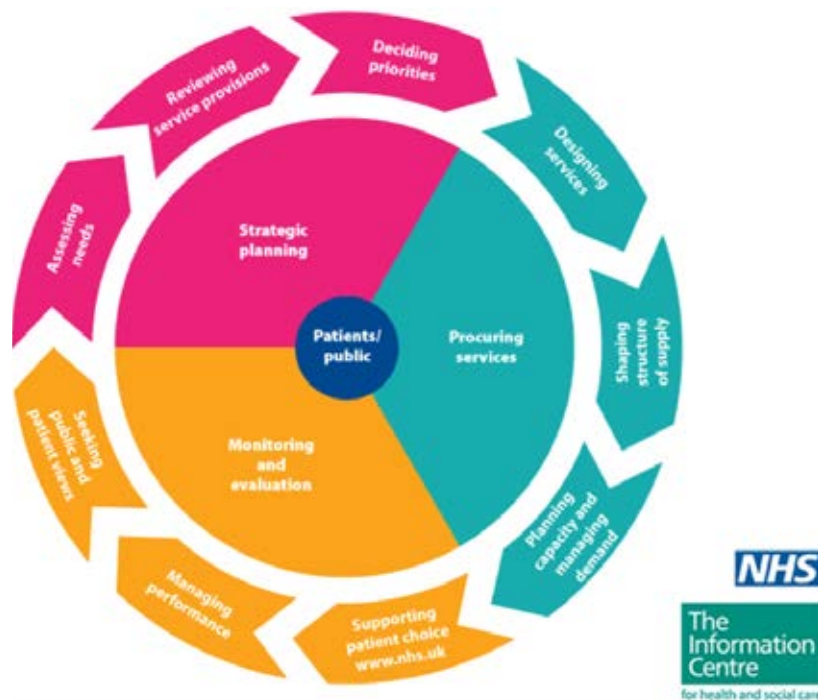 Deciding
priorities
Designing
services
Shaping
structure
of supply
Planning
capacity and
managing
demand
Supporting
patient choice
www.nhs.uk
Managing
performance
Seeking
public and
patient views
Assessing
needs
Reviewing
service provisions
Strategic
planning
Procuring
services
Monitoring
and
evaluation
Patients/
public
NHS
The
Information
Centre
for health and social care